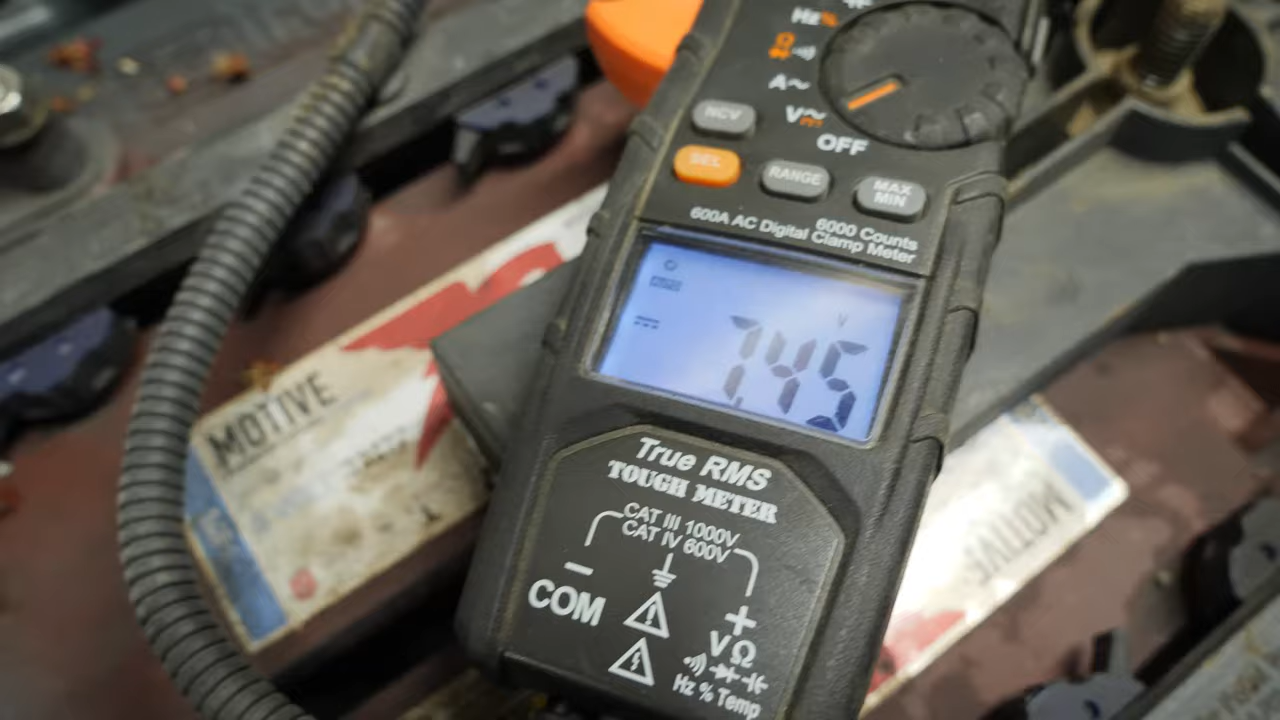 Hz%
Ω
A~
V
OFF
NCV
SEL
RANGE
MAX
MIN
6000 Counts
600A AC Digital Clamp Meter
V
7.45
True RMS
TOUGH METER
CAT III 1000V
CAT IV 600V
COM
+
VΩ
Hz % Temp
MOTIVE
MOTIVE